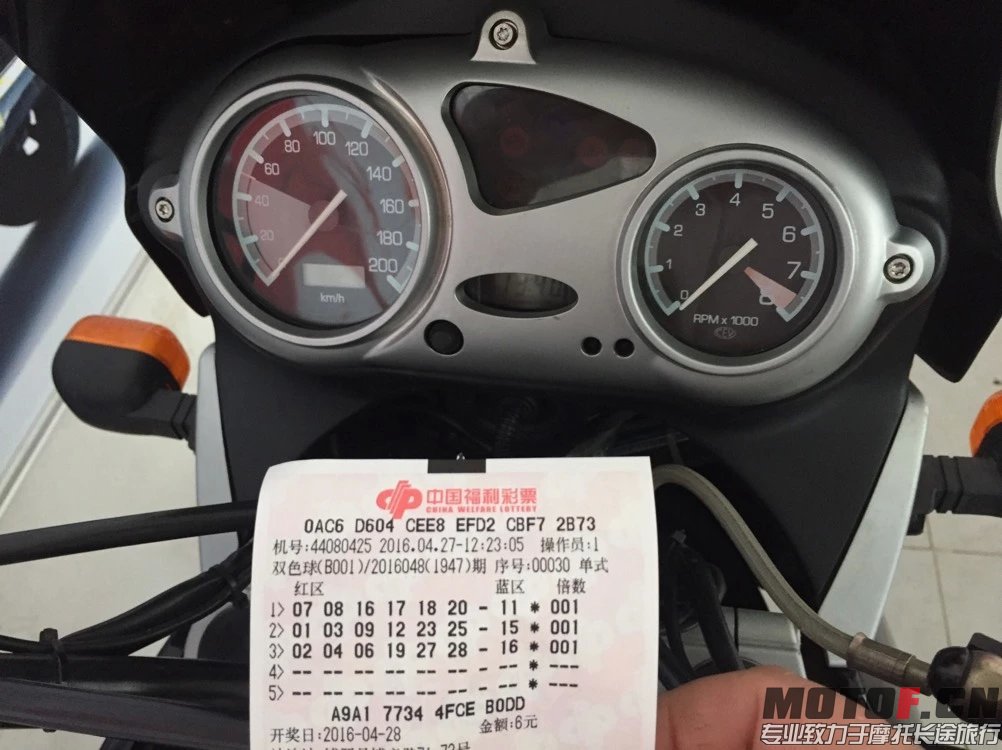 20 40 60 80 100 120 140 160 180 200
km/h
0 1 2 3 4 5 6 7 8
RPM x 1000
CEV
中国福利彩票
CHINA WELFARE LOTTERY
0AC6 D604 CEE8 EFD2 CBF7 2B73
机号:44080425 2016.04.27-12:23:05 操作员:1
双色球(B001)/2016048(1947)期 序号:00030 单式
红区 蓝区 倍数
1> 07 08 16 17 18 20 - 11 * 001
2> 01 03 09 12 23 25 - 15 * 001
3> 02 04 06 19 27 28 - 16 * 001
4> -- -- -- -- -- -- - -- * ---
5> -- -- -- -- -- -- - -- * ---
A9A1 7734 4FCE B0DD
开奖日:2016-04-28 金额:6元
MOTOF.CN
专业致力于摩托长途旅行